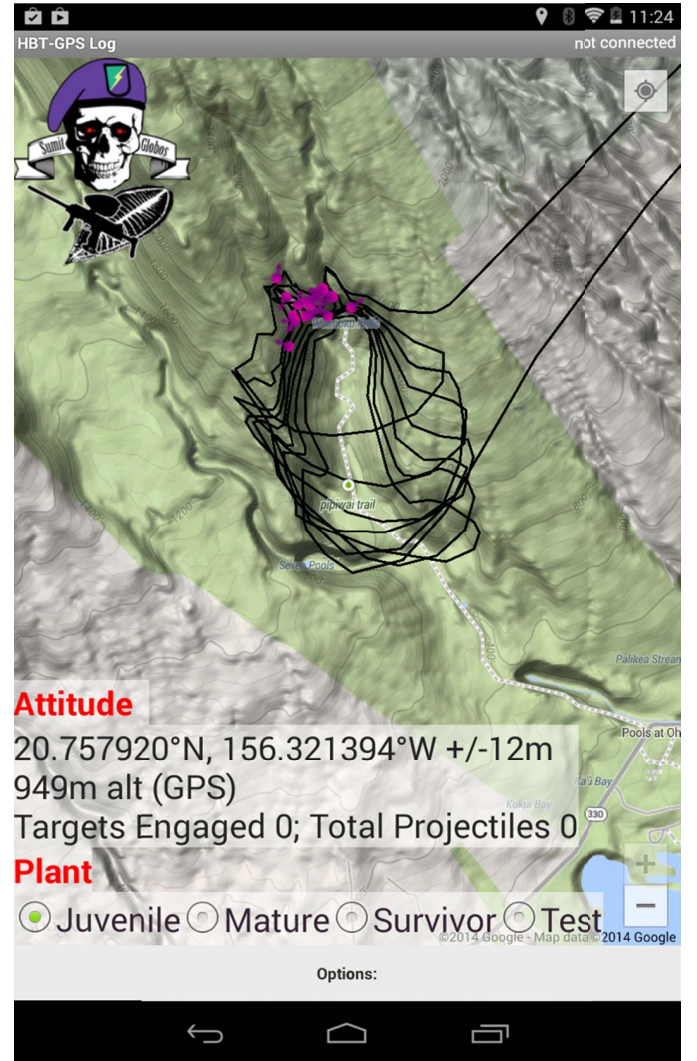 11:24
HBT-GPS Log
not connected
Sumit Globos
pipiwai trail
Seven Pools
Palikea Stream
Pools at Oh
Kukui Bay
330
Attitude
20.757920°N, 156.321394°W +/-12m
949m alt (GPS)
Targets Engaged 0; Total Projectiles 0
Plant
Juvenile Mature Survivor Test
©2014 Google - Map data ©2014 Google
Options: